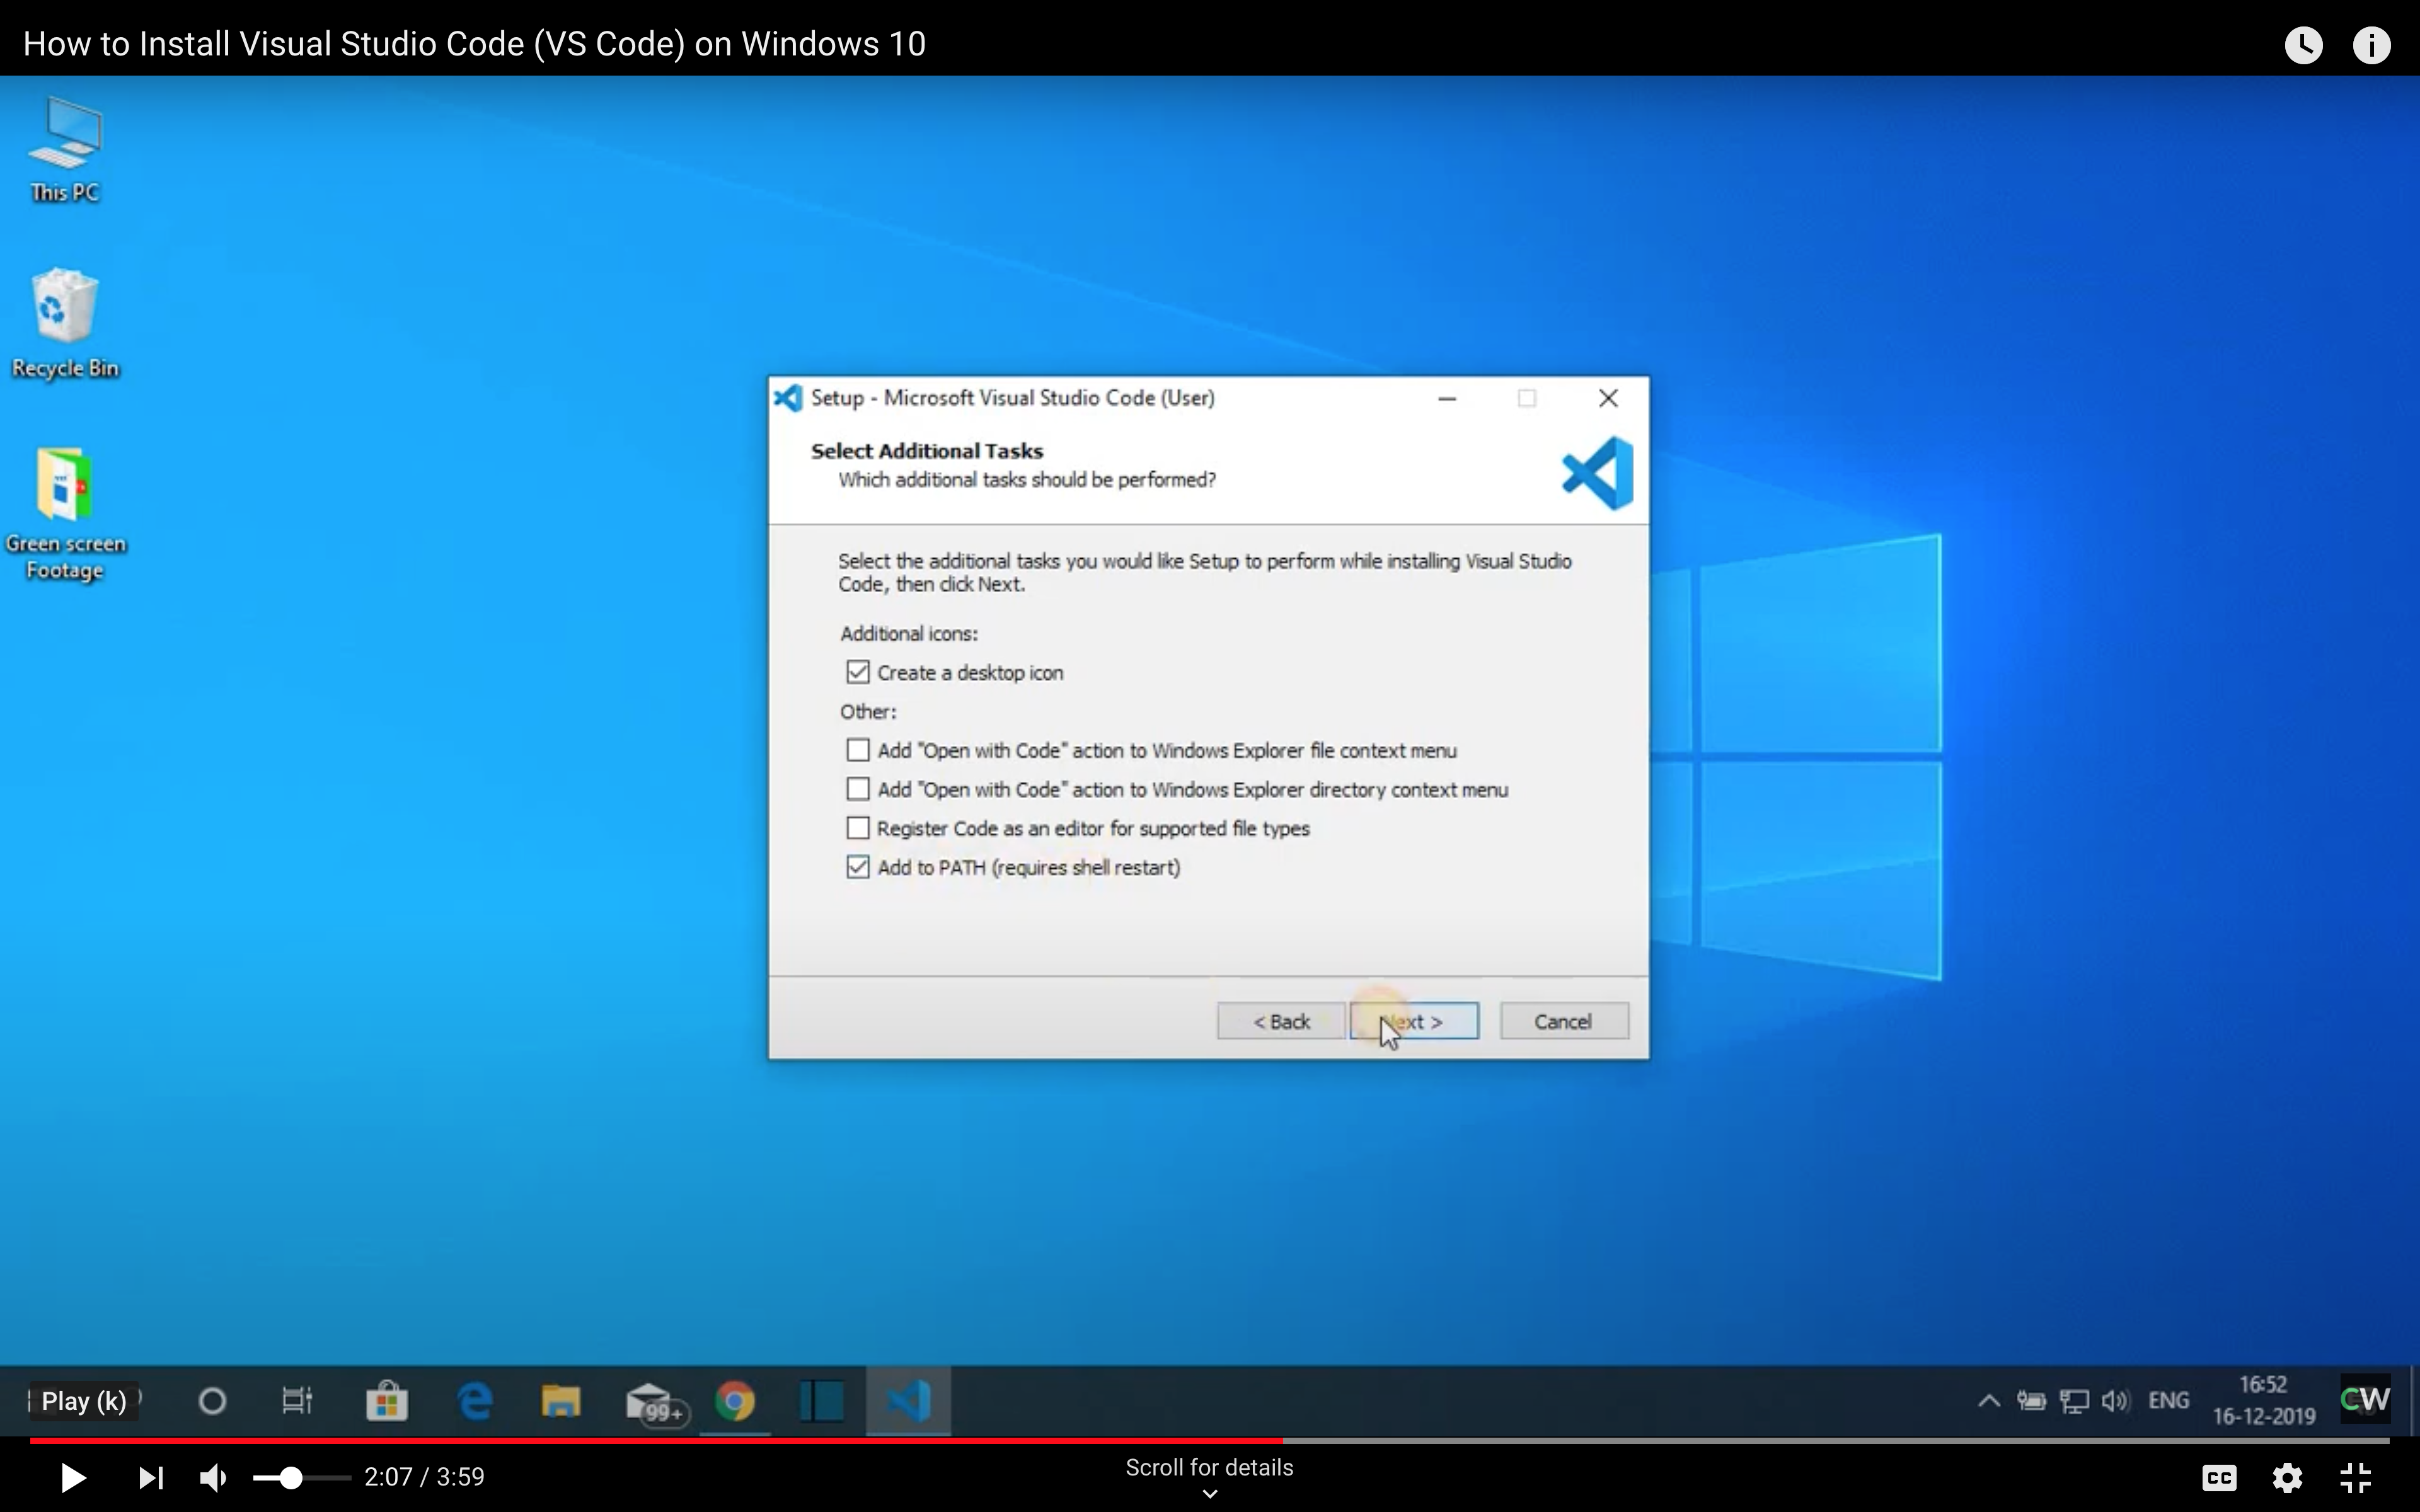 How to Install Visual Studio Code (VS Code) on Windows 10
This PC
Recycle Bin
Green screen
Footage
Setup - Microsoft Visual Studio Code (User)
Select Additional Tasks
Which additional tasks should be performed?
Select the additional tasks you would like Setup to perform while installing Visual Studio
Code, then click Next.
Additional icons:
Create a desktop icon
Other:
Add "Open with Code" action to Windows Explorer file context menu
Add "Open with Code" action to Windows Explorer directory context menu
Register Code as an editor for supported file types
Add to PATH (requires shell restart)
< Back
Next >
Cancel
Play (k)
99+
ENG
16:52
16-12-2019
CW
2:07 / 3:59
Scroll for details
CC